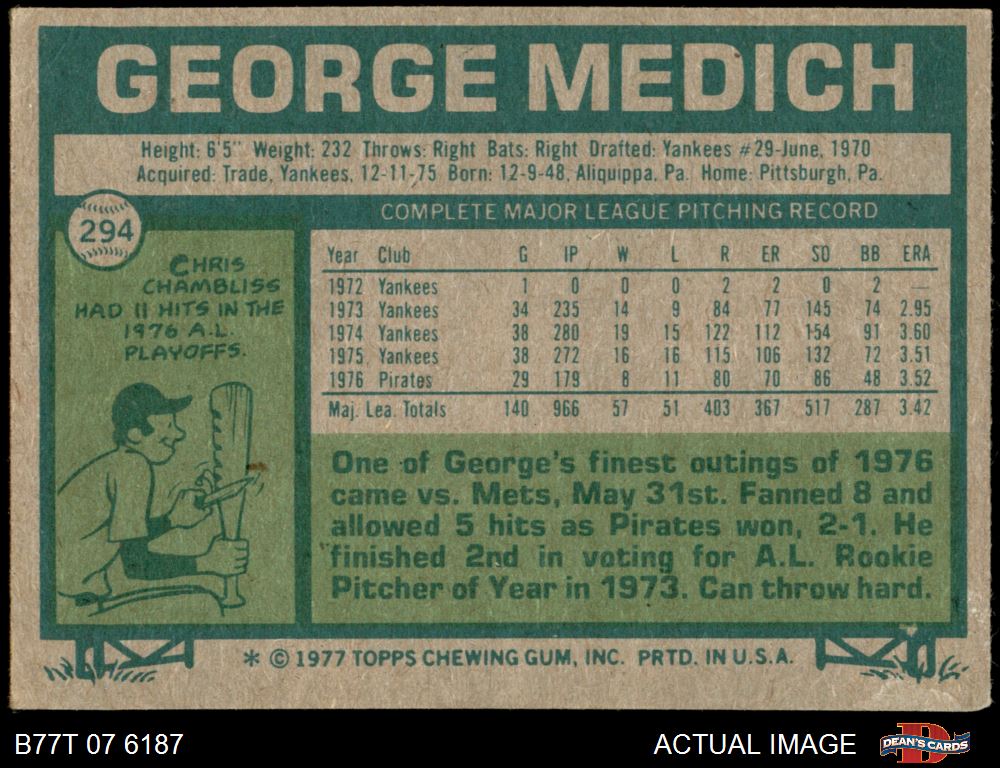 GEORGE MEDICH
Height: 6'5" Weight: 232 Throws: Right Bats: Right Drafted: Yankees #29-June, 1970
Acquired: Trade, Yankees, 12-11-75 Born: 12-9-48, Aliquippa, Pa. Home: Pittsburgh, Pa.
294
CHRIS
CHAMBLISS
HAD 11 HITS IN THE
1976 A.L.
PLAYOFFS.
COMPLETE MAJOR LEAGUE PITCHING RECORD
Year Club G IP W L R ER SO BB ERA
1972 Yankees 1 0 0 0 2 2 0 2 —
1973 Yankees 34 235 14 9 84 77 145 74 2.95
1974 Yankees 38 280 19 15 122 112 154 91 3.60
1975 Yankees 38 272 16 16 115 106 132 72 3.51
1976 Pirates 29 179 8 11 80 70 86 48 3.52
Maj. Lea. Totals 140 966 57 51 403 367 517 287 3.42
One of George's finest outings of 1976
came vs. Mets, May 31st. Fanned 8 and
allowed 5 hits as Pirates won, 2-1. He
finished 2nd in voting for A.L. Rookie
Pitcher of Year in 1973. Can throw hard.
* © 1977 TOPPS CHEWING GUM, INC. PRTD. IN U.S.A.
B77T 07 6187
ACTUAL IMAGE
DEAN'S CARDS